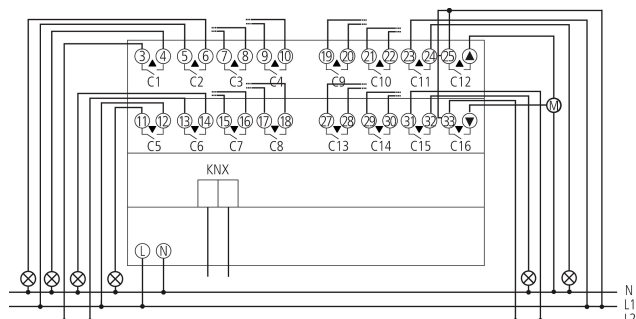 3 4 5 6 7 8 9 10 19 20 21 22 23 24 25
C1 C2 C3 C4 C9 C10 C11 C12
M
11 12 13 14 15 16 17 18 27 28 29 30 31 32 33
C5 C6 C7 C8 C13 C14 C15 C16
KNX
L N
N
L1
L2